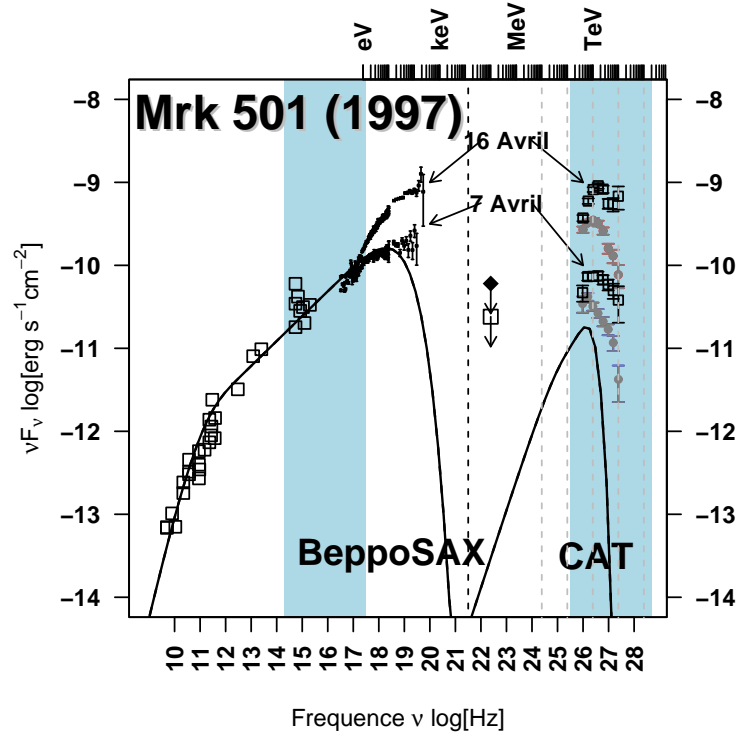 eV keV MeV TeV
Mrk 501 (1997)
16 Avril
7 Avril
BeppoSAX CAT
νFν log[erg s−1 cm−2]
−8 −8
−9 −9
−10 −10
−11 −11
−12 −12
−13 −13
−14 −14
10 11 12 13 14 15 16 17 18 19 20 21 22 23 24 25 26 27 28
Frequence ν log[Hz]